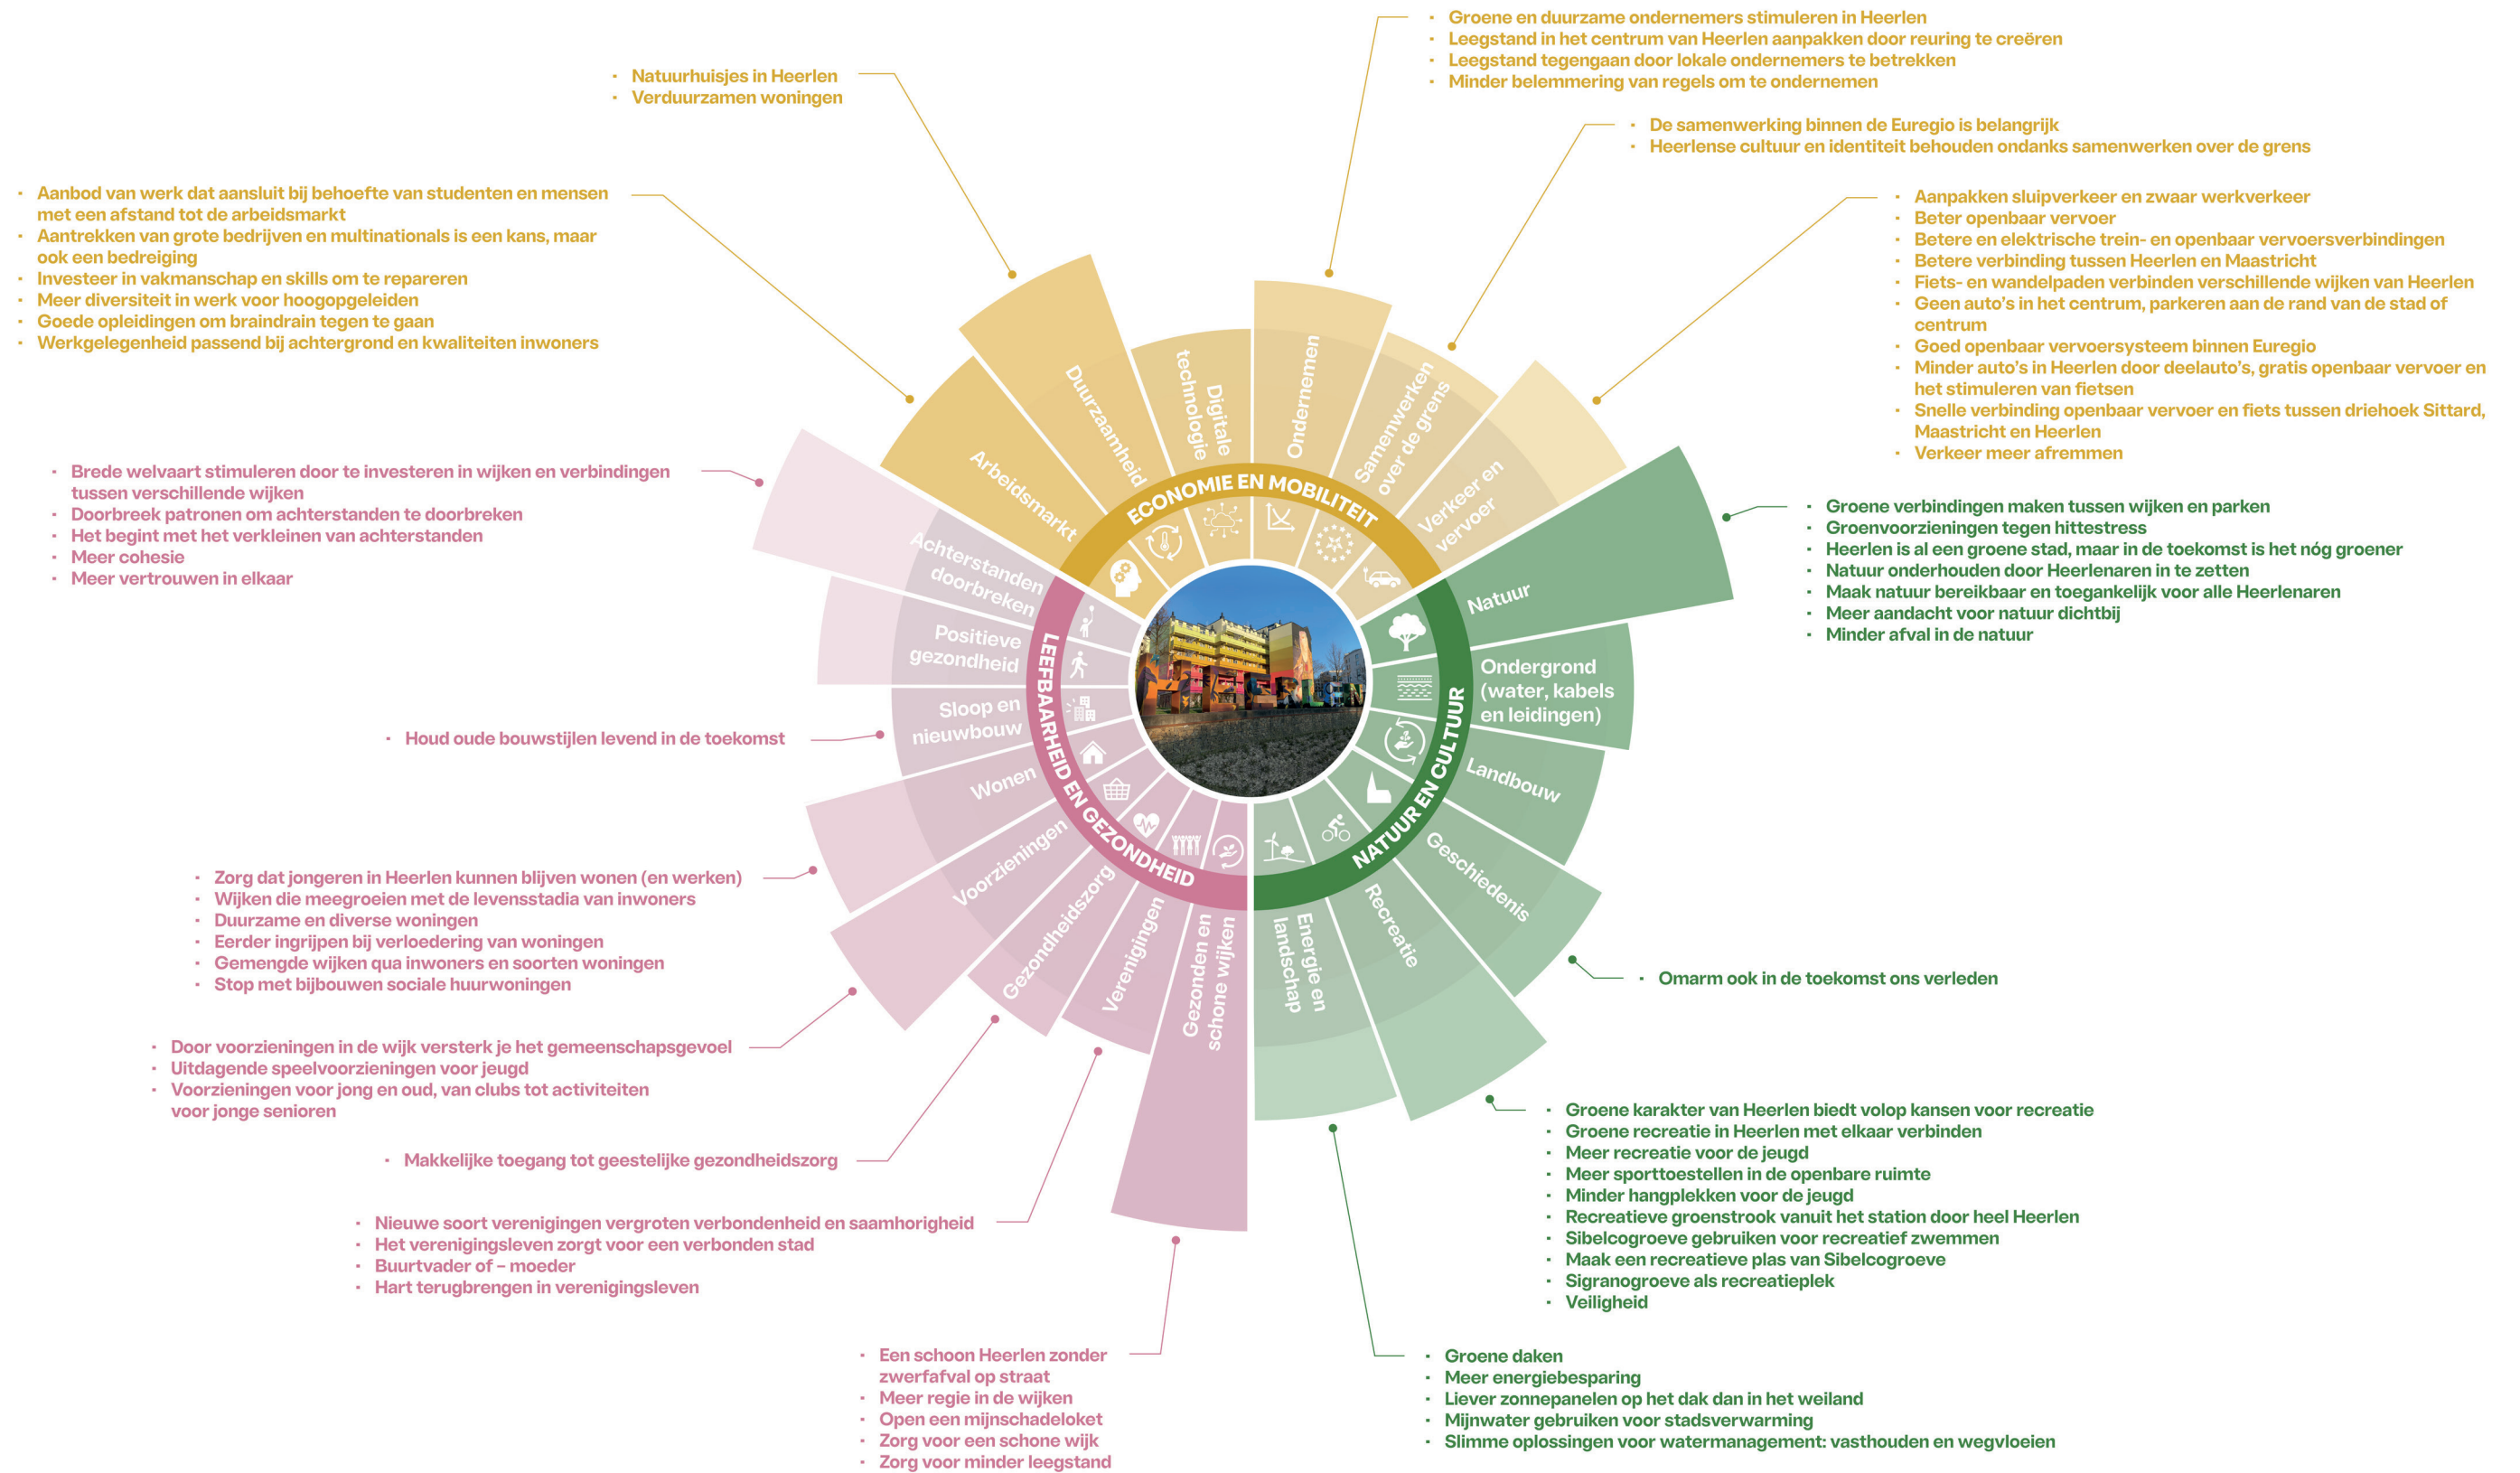 · Groene en duurzame ondernemers stimuleren in Heerlen
· Leegstand in het centrum van Heerlen aanpakken door reuring te creëren
· Leegstand tegengaan door lokale ondernemers te betrekken
· Minder belemmering van regels om te ondernemen
· Natuurhuisjes in Heerlen
· Verduurzamen woningen
· De samenwerking binnen de Euregio is belangrijk
· Heerlense cultuur en identiteit behouden ondanks samenwerken over de grens
· Aanbod van werk dat aansluit bij behoefte van studenten en mensen
met een afstand tot de arbeidsmarkt
· Aantrekken van grote bedrijven en multinationals is een kans, maar
ook een bedreiging
· Investeer in vakmanschap en skills om te repareren
· Meer diversiteit in werk voor hoogopgeleiden
· Goede opleidingen om braindrain tegen te gaan
· Werkgelegenheid passend bij achtergrond en kwaliteiten inwoners
· Aanpakken sluipverkeer en zwaar werkverkeer
· Beter openbaar vervoer
· Betere en elektrische trein- en openbaar vervoersverbindingen
· Betere verbinding tussen Heerlen en Maastricht
· Fiets- en wandelpaden verbinden verschillende wijken van Heerlen
· Geen auto's in het centrum, parkeren aan de rand van de stad of
centrum
· Goed openbaar vervoersysteem binnen Euregio
· Minder auto's in Heerlen door deelauto's, gratis openbaar vervoer en
het stimuleren van fietsen
· Snelle verbinding openbaar vervoer en fiets tussen driehoek Sittard,
Maastricht en Heerlen
· Verkeer meer afremmen
ECONOMIE EN MOBILITEIT
Arbeidsmarkt
Duurzaamheid
Digitale
technologie
Ondernemen
Samenwerken
over de grens
Verkeer en
vervoer
· Brede welvaart stimuleren door te investeren in wijken en verbindingen
tussen verschillende wijken
· Doorbreek patronen om achterstanden te doorbreken
· Het begint met het verkleinen van achterstanden
· Meer cohesie
· Meer vertrouwen in elkaar
· Groene verbindingen maken tussen wijken en parken
· Groenvoorzieningen tegen hittestress
· Heerlen is al een groene stad, maar in de toekomst is het nóg groener
· Natuur onderhouden door Heerlenaren in te zetten
· Maak natuur bereikbaar en toegankelijk voor alle Heerlenaren
· Meer aandacht voor natuur dichtbij
· Minder afval in de natuur
NATUUR EN CULTUUR
Natuur
Ondergrond
(water, kabels
en leidingen)
Landbouw
Geschiedenis
Recreatie
Energie en
landschap
LEEFBAARHEID EN GEZONDHEID
Achterstanden
doorbreken
Positieve
gezondheid
Sloop en
nieuwbouw
Wonen
Voorzieningen
Gezondheidszorg
Verenigingen
Gezonden en
schone wijken
HEERLEN
· Houd oude bouwstijlen levend in de toekomst
· Zorg dat jongeren in Heerlen kunnen blijven wonen (en werken)
· Wijken die meegroeien met de levensstadia van inwoners
· Duurzame en diverse woningen
· Eerder ingrijpen bij verloedering van woningen
· Gemengde wijken qua inwoners en soorten woningen
· Stop met bijbouwen sociale huurwoningen
· Omarm ook in de toekomst ons verleden
· Door voorzieningen in de wijk versterk je het gemeenschapsgevoel
· Uitdagende speelvoorzieningen voor jeugd
· Voorzieningen voor jong en oud, van clubs tot activiteiten
voor jonge senioren
· Makkelijke toegang tot geestelijke gezondheidszorg
· Nieuwe soort verenigingen vergroten verbondenheid en saamhorigheid
· Het verenigingsleven zorgt voor een verbonden stad
· Buurtvader of – moeder
· Hart terugbrengen in verenigingsleven
· Groene karakter van Heerlen biedt volop kansen voor recreatie
· Groene recreatie in Heerlen met elkaar verbinden
· Meer recreatie voor de jeugd
· Meer sporttoestellen in de openbare ruimte
· Minder hangplekken voor de jeugd
· Recreatieve groenstrook vanuit het station door heel Heerlen
· Sibelcogroeve gebruiken voor recreatief zwemmen
· Maak een recreatieve plas van Sibelcogroeve
· Sigranogroeve als recreatieplek
· Veiligheid
· Een schoon Heerlen zonder
zwerfafval op straat
· Meer regie in de wijken
· Open een mijnschadeloket
· Zorg voor een schone wijk
· Zorg voor minder leegstand
· Groene daken
· Meer energiebesparing
· Liever zonnepanelen op het dak dan in het weiland
· Mijnwater gebruiken voor stadsverwarming
· Slimme oplossingen voor watermanagement: vasthouden en wegvloeien